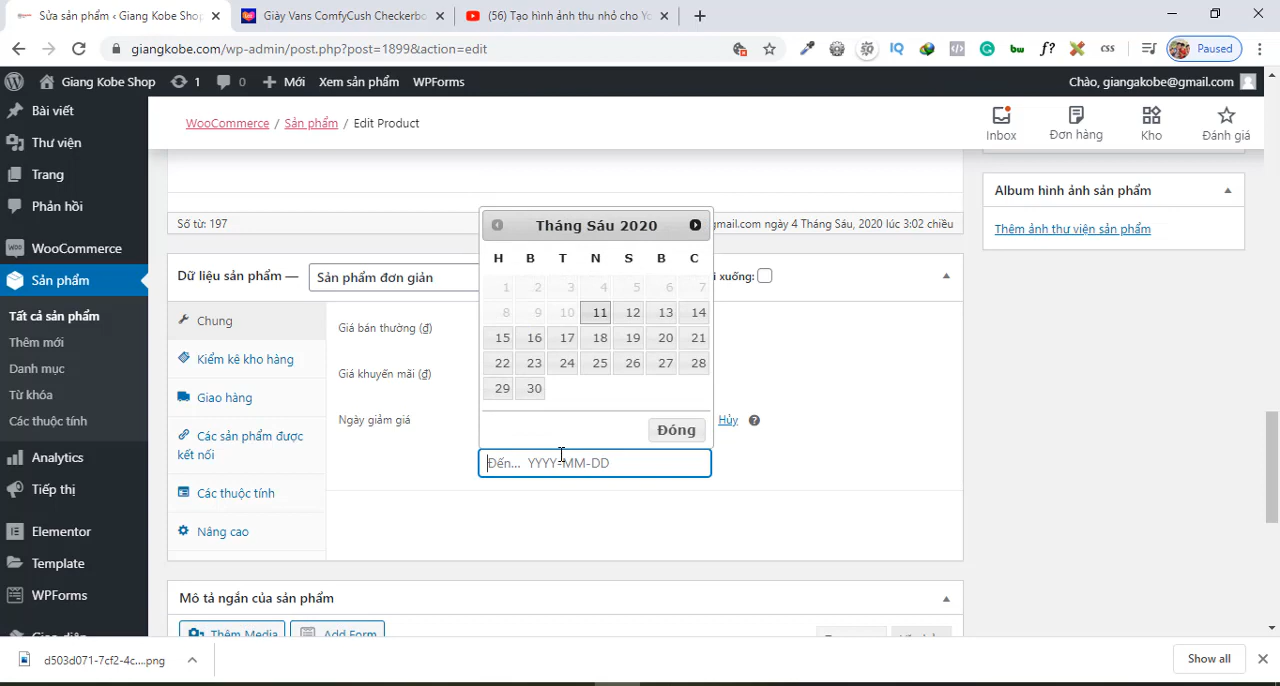 Sửa sản phẩm ‹ Giang Kobe Shop
Giày Vans ComfyCush Checkerbo
(56) Tạo hình ảnh thu nhỏ cho Yo
giangkobe.com/wp-admin/post.php?post=1899&action=edit
IQ
bw
f?
css
Paused
Giang Kobe Shop
1
0
Mới
Xem sản phẩm
WPForms
Chào, giangakobe@gmail.com
Bài viết
Thư viện
Trang
Phản hồi
WooCommerce
Sản phẩm
Tất cả sản phẩm
Thêm mới
Danh mục
Từ khóa
Các thuộc tính
Analytics
Tiếp thị
Elementor
Template
WPForms
WooCommerce / Sản phẩm / Edit Product
Inbox
Đơn hàng
Kho
Đánh giá
Số từ: 197
gmail.com ngày 4 Tháng Sáu, 2020 lúc 3:02 chiều
Album hình ảnh sản phẩm
Thêm ảnh thư viện sản phẩm
Dữ liệu sản phẩm —
Sản phẩm đơn giản
i xuống:
Chung
Kiểm kê kho hàng
Giao hàng
Các sản phẩm được
kết nối
Các thuộc tính
Nâng cao
Giá bán thường (₫)
Giá khuyến mãi (₫)
Ngày giảm giá
Tháng Sáu 2020
H B T N S B C
1 2 3 4 5 6 7
8 9 10 11 12 13 14
15 16 17 18 19 20 21
22 23 24 25 26 27 28
29 30
Đóng
Hủy
Đến... YYYY-MM-DD
Mô tả ngắn của sản phẩm
Thêm Media
Add Form
d503d071-7cf2-4c....png
Show all